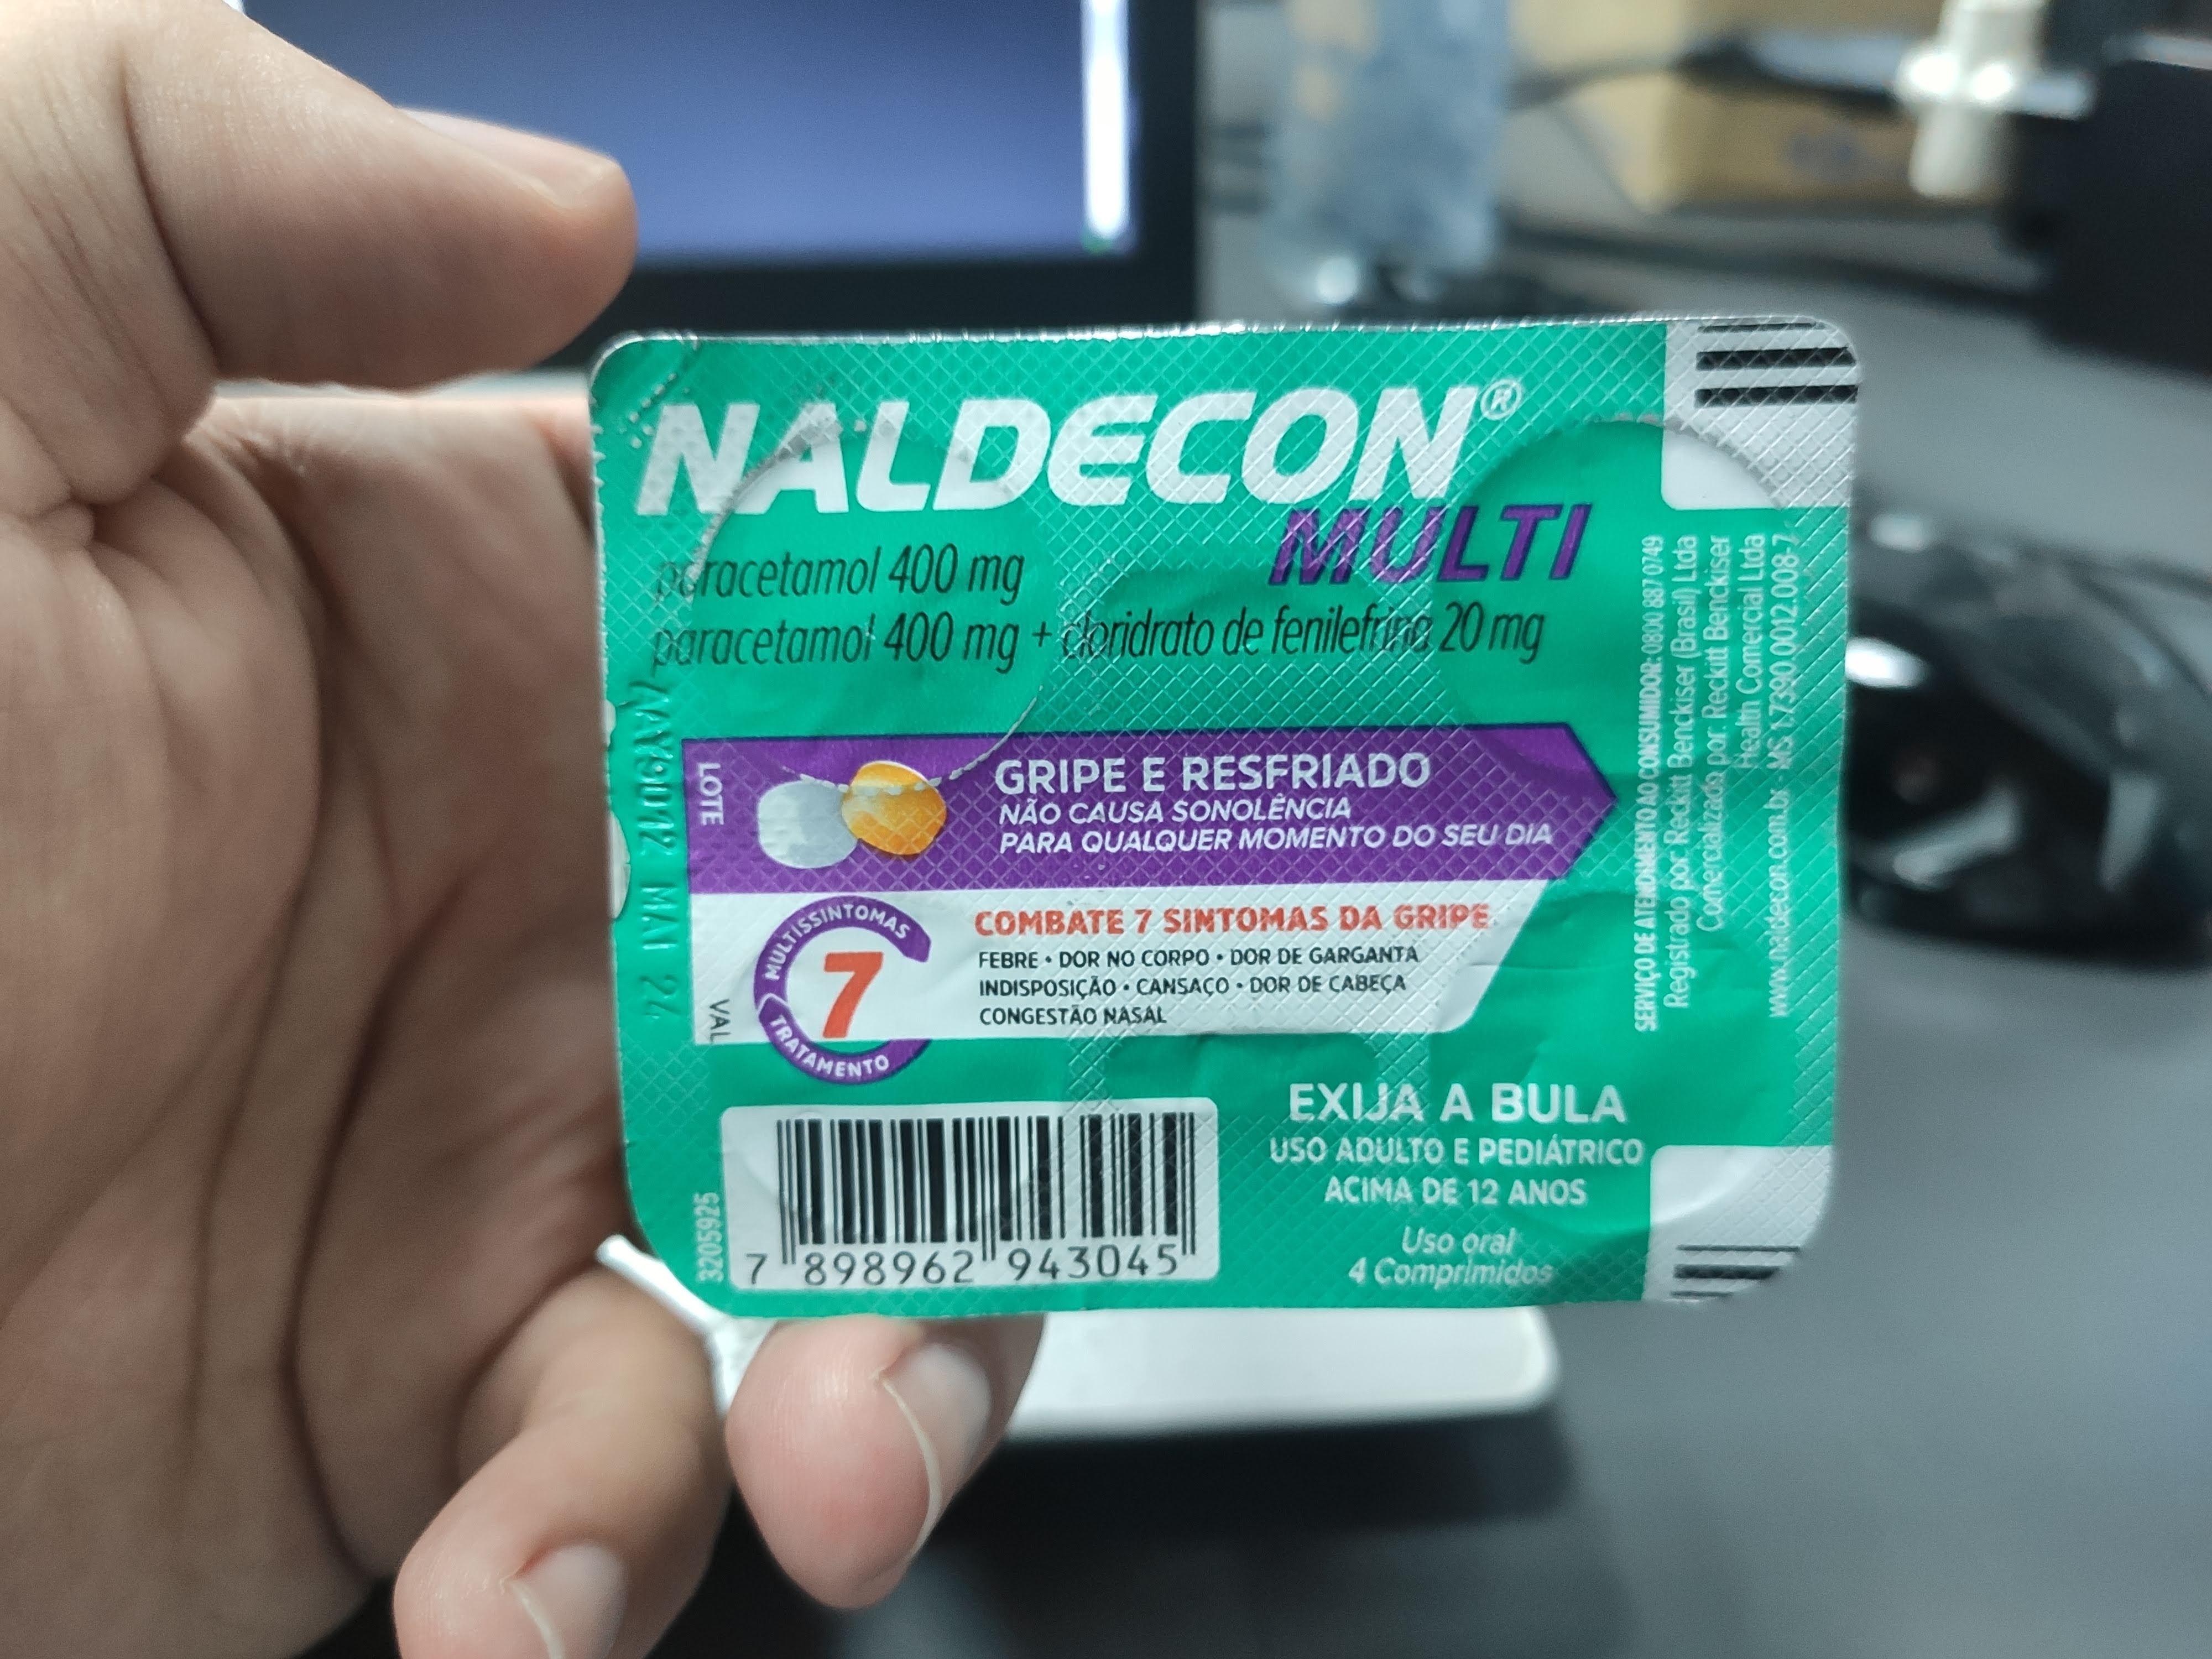 NALDECON®
MULTI
paracetamol 400 mg
paracetamol 400 mg + cloridrato de fenilefrina 20 mg
LOTE
GRIPE E RESFRIADO
NÃO CAUSA SONOLÊNCIA
PARA QUALQUER MOMENTO DO SEU DIA
MULTISSINTOMAS
7
TRATAMENTO
COMBATE 7 SINTOMAS DA GRIPE
FEBRE • DOR NO CORPO • DOR DE GARGANTA
INDISPOSIÇÃO • CANSAÇO • DOR DE CABEÇA
CONGESTÃO NASAL
VAL
MAI 24
EXIJA A BULA
USO ADULTO E PEDIÁTRICO
ACIMA DE 12 ANOS
Uso oral
4 Comprimidos
3205925
7 898962 943045
SERVIÇO DE ATENDIMENTO AO CONSUMIDOR: 0800 887 0749
Registrado por: Reckitt Benckiser (Brasil) Ltda
Comercializado por: Reckitt Benckiser
Health Comercial Ltda
www.naldecon.com.br - MS 1.7390.0012.008-7